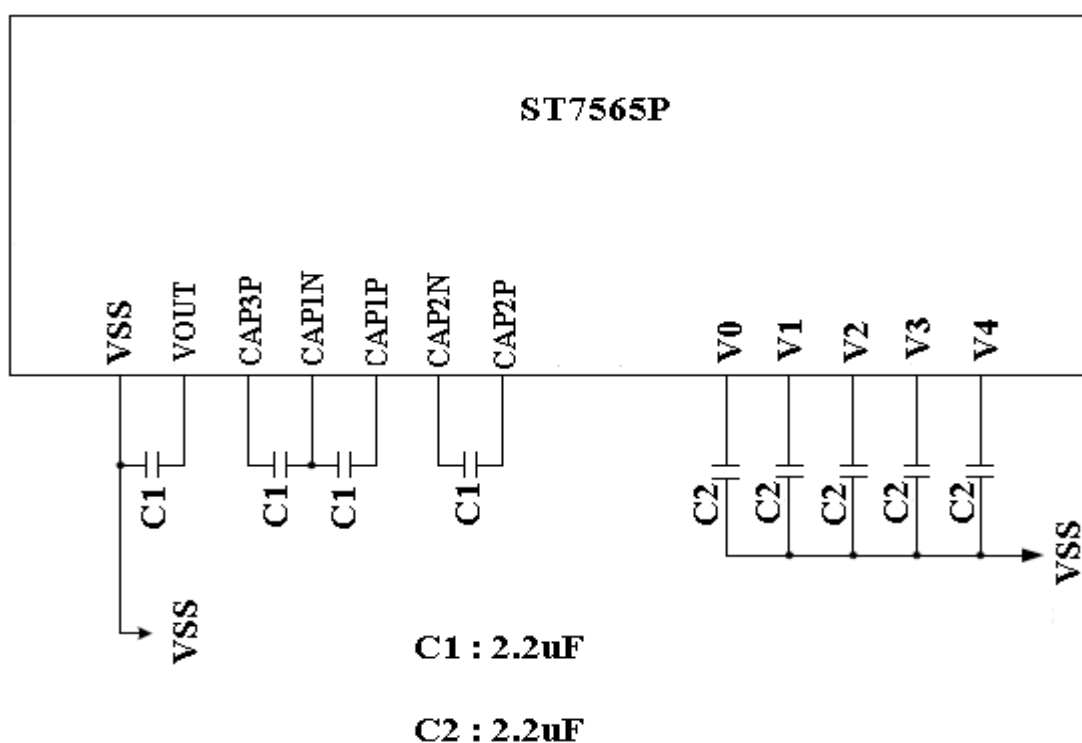 ST7565P
VSS
VOUT
CAP3P
CAP1N
CAP1P
CAP2N
CAP2P
V0
V1
V2
V3
V4
C1
C1
C1
C1
C2
C2
C2
C2
C2
VSS
VSS
C1 : 2.2uF
C2 : 2.2uF